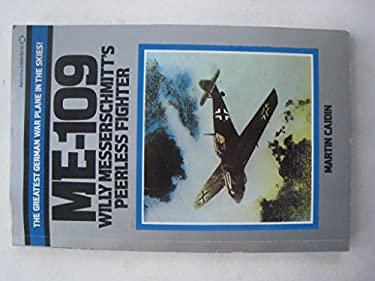 THE GREATEST GERMAN WAR PLANE IN THE SKIES!
ME-109
WILLY MESSERSCHMITT'S
PEERLESS FIGHTER
MARTIN CAIDIN